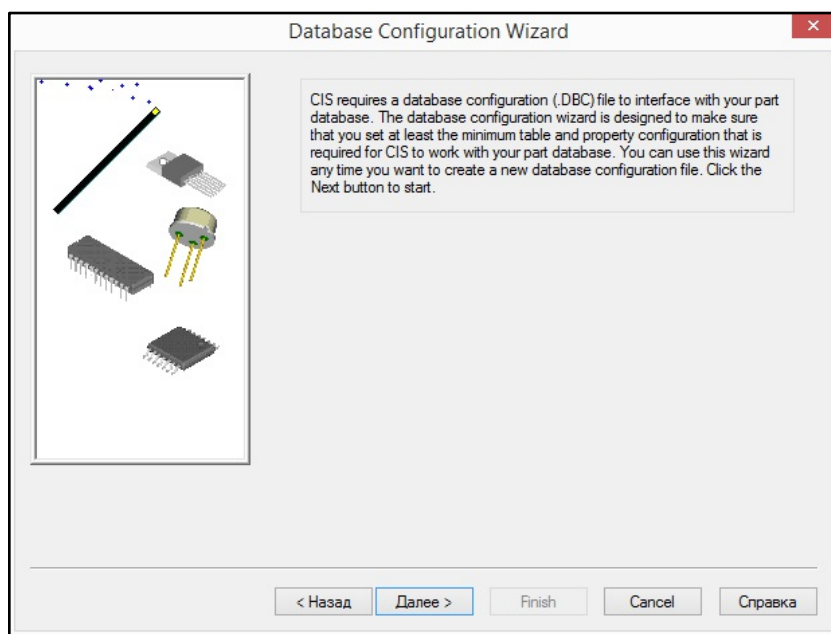 Database Configuration Wizard
CIS requires a database configuration (.DBC) file to interface with your part
database. The database configuration wizard is designed to make sure
that you set at least the minimum table and property configuration that is
required for CIS to work with your part database. You can use this wizard
any time you want to create a new database configuration file. Click the
Next button to start.
< Назад Далее > Finish Cancel Справка